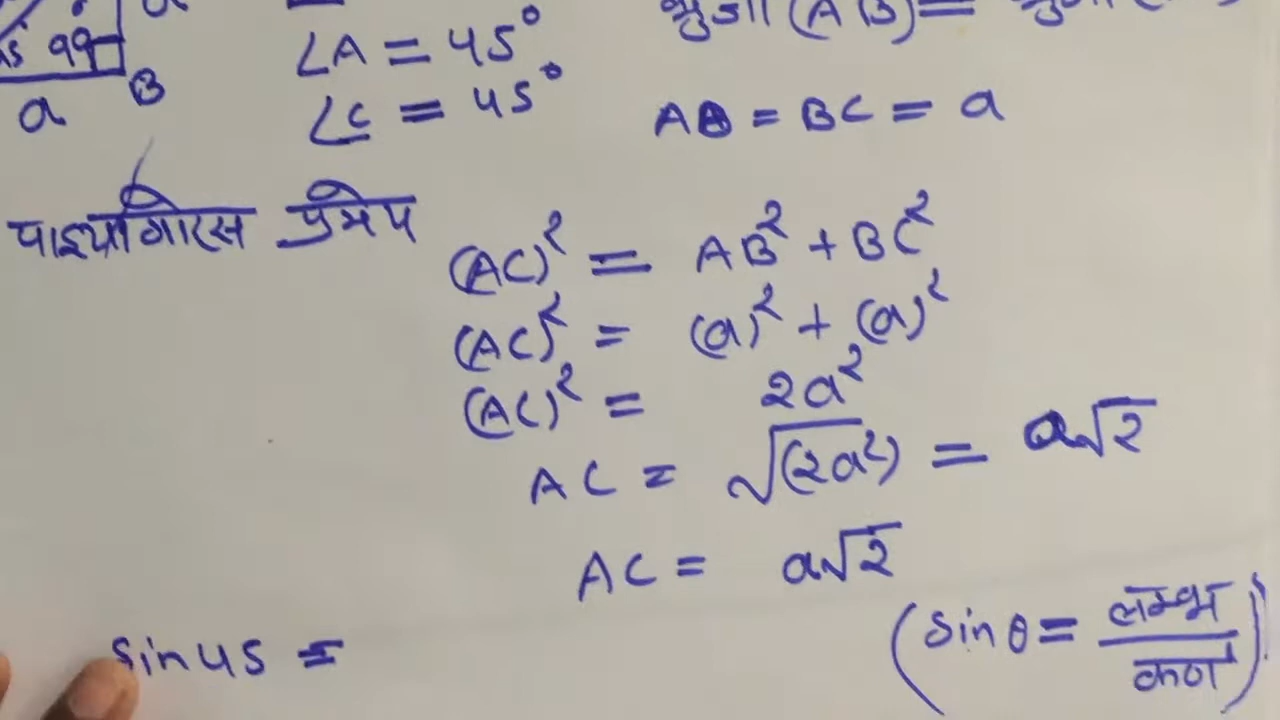 a B
∠A = 45°
∠C = 45°
भुजा (AB) =
AB = BC = a
पाइथागोरस प्रमेय
(AC)² = AB² + BC²
(AC)² = (a)² + (a)²
(AC)² = 2a²
AC = √(2a²) = a√2
AC = a√2
sin45 =
(sinθ = लम्भ/कर्ण)